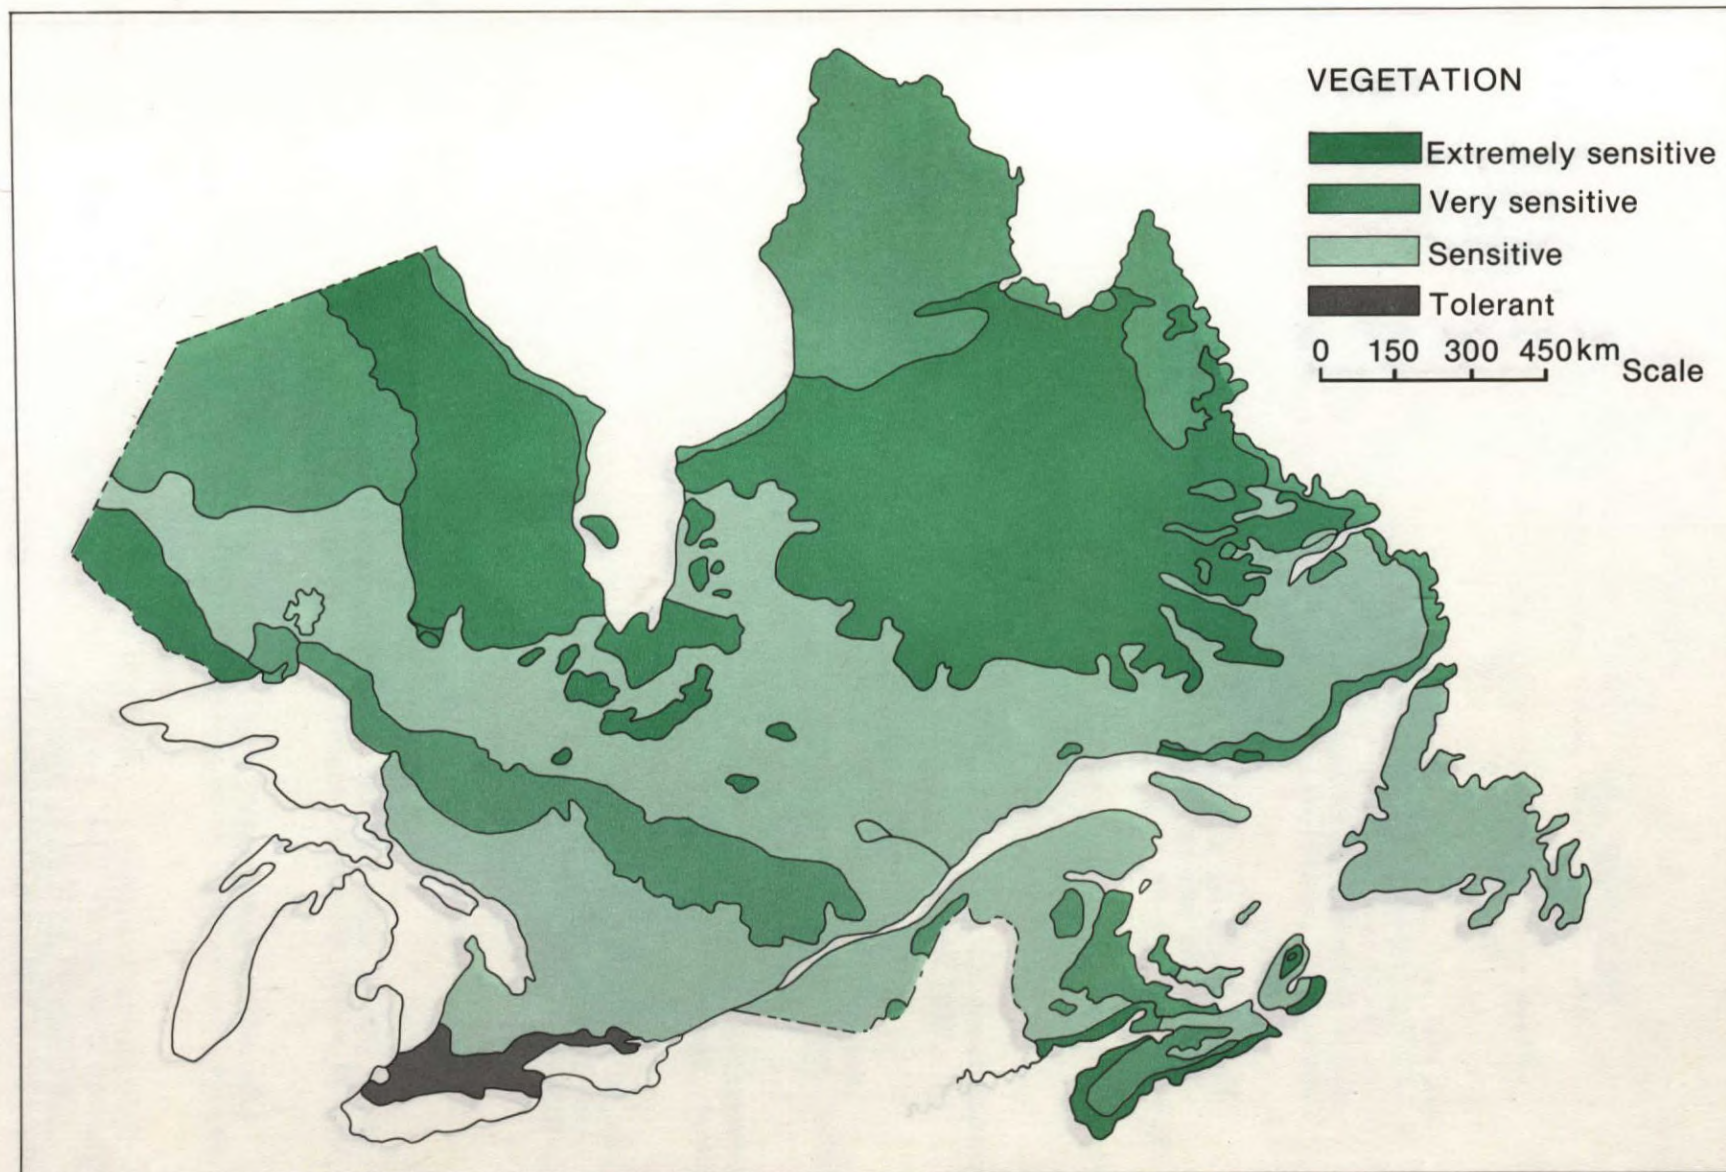 VEGETATION
Extremely sensitive
Very sensitive
Sensitive
Tolerant
0 150 300 450km
Scale